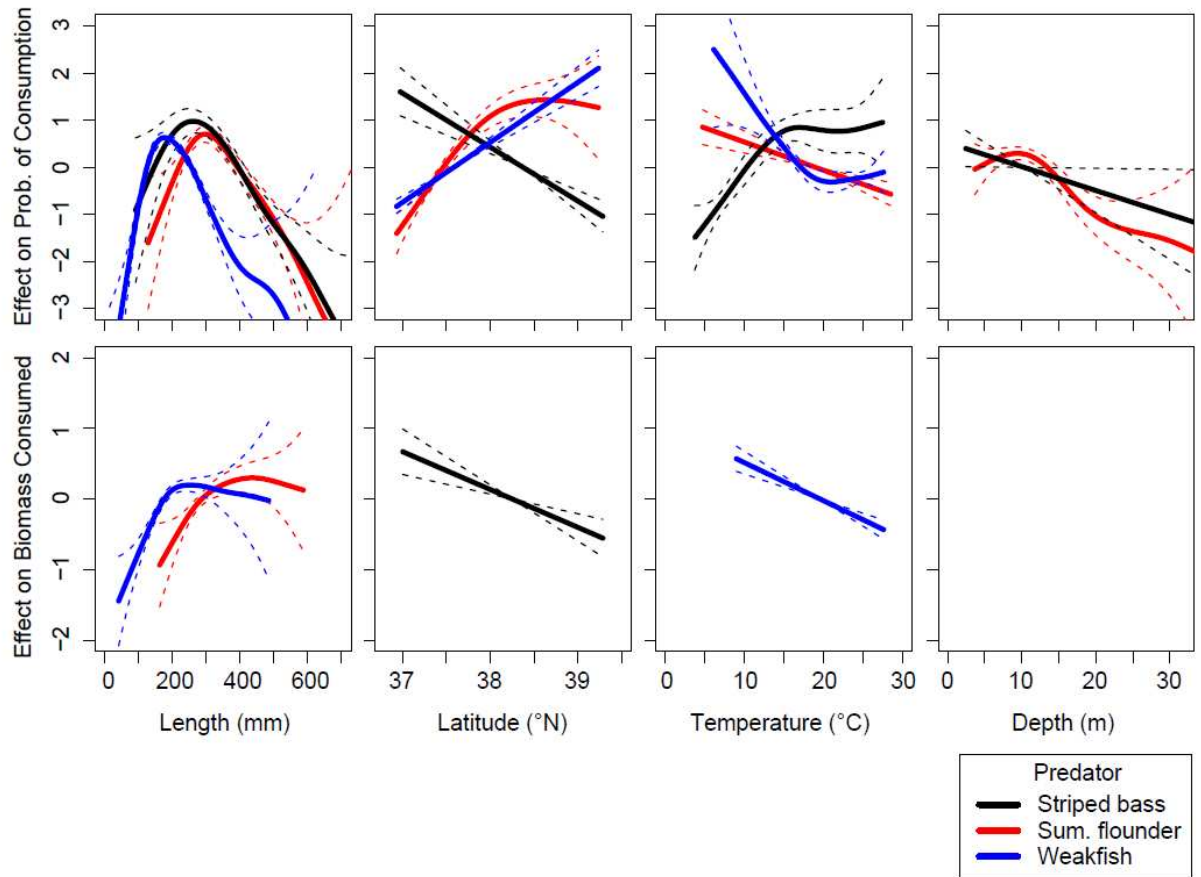 Effect on Prob. of Consumption
3
2
1
0
−1
−2
−3
Effect on Biomass Consumed
2
1
0
−1
−2
0 200 400 600
37 38 39
0 10 20 30
0 10 20 30
Length (mm)
Latitude (°N)
Temperature (°C)
Depth (m)
Predator
Striped bass
Sum. flounder
Weakfish